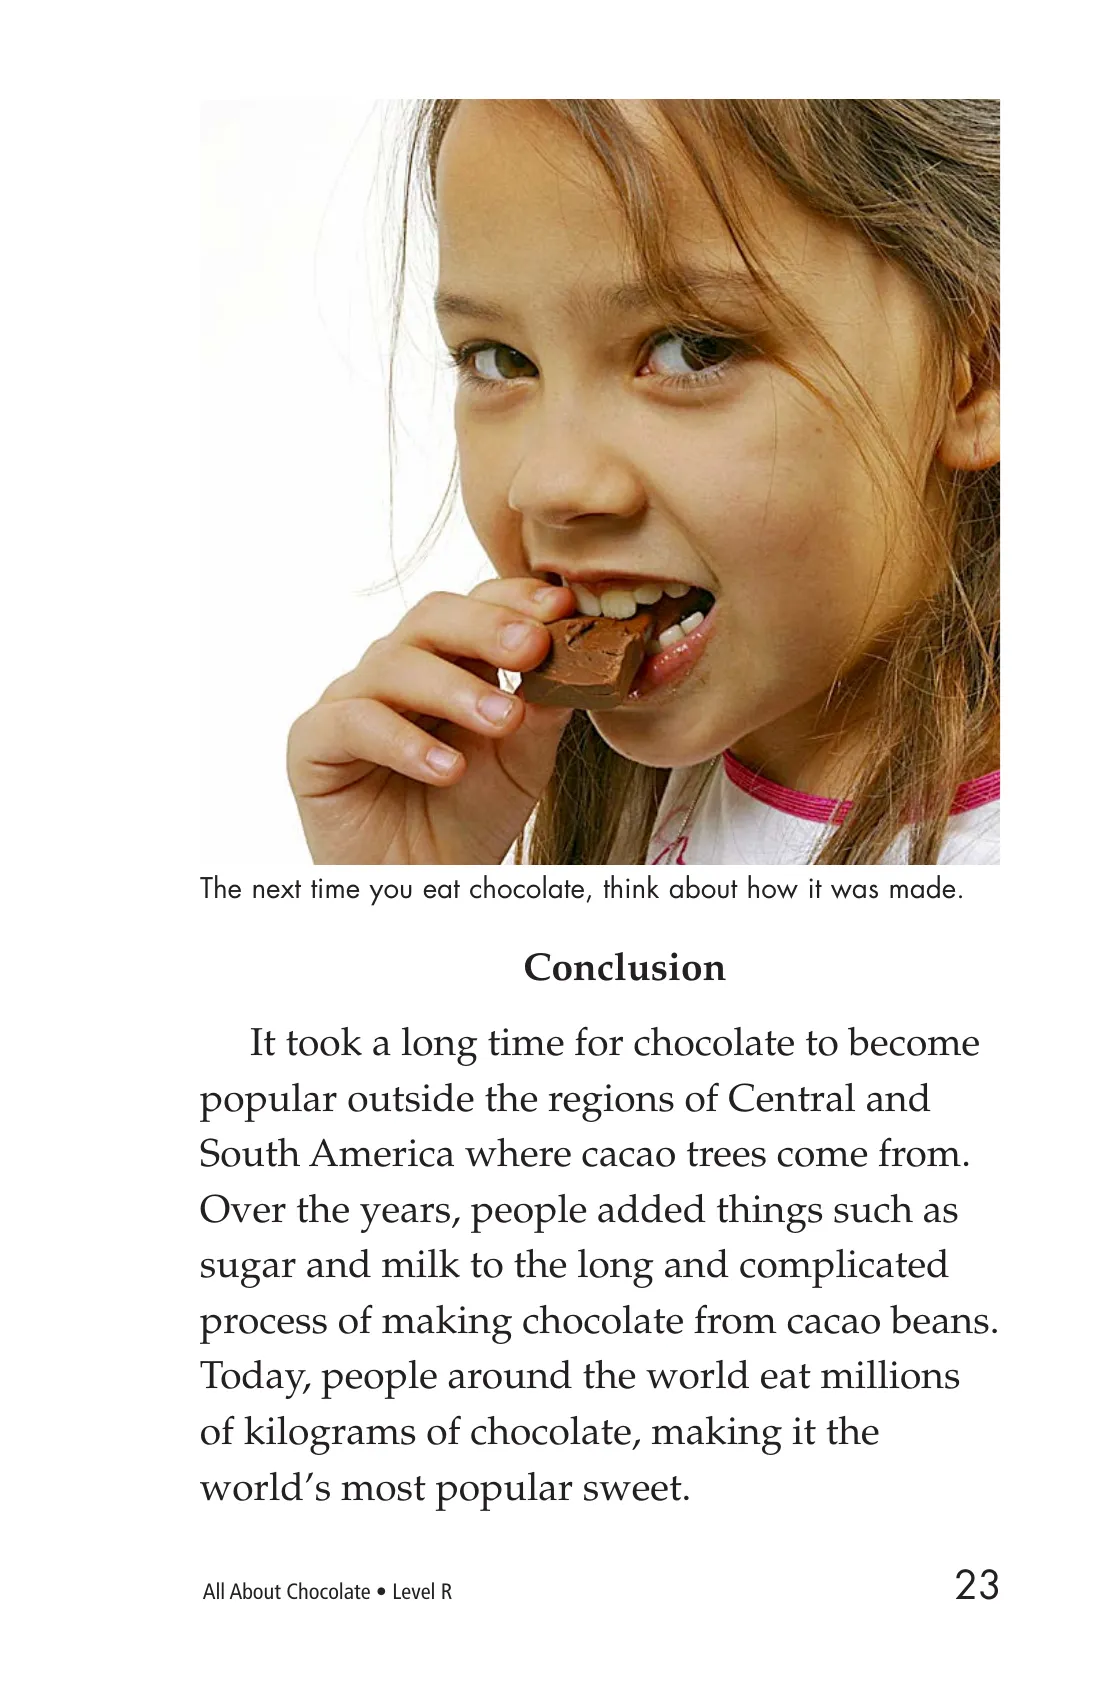 The next time you eat chocolate, think about how it was made.
Conclusion
It took a long time for chocolate to become
popular outside the regions of Central and
South America where cacao trees come from.
Over the years, people added things such as
sugar and milk to the long and complicated
process of making chocolate from cacao beans.
Today, people around the world eat millions
of kilograms of chocolate, making it the
world’s most popular sweet.
All About Chocolate • Level R
23